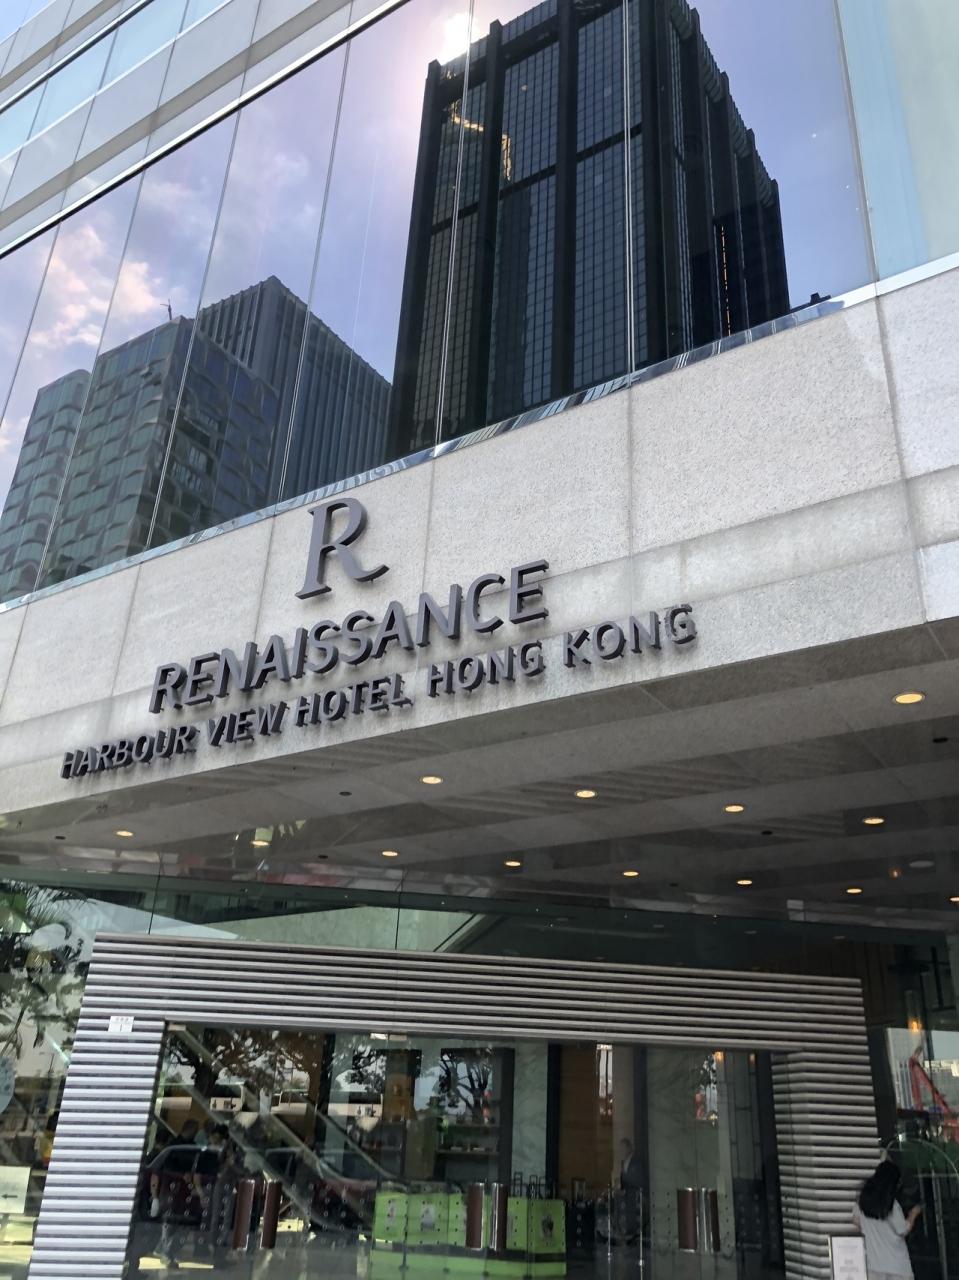 R
RENAISSANCE
HARBOUR VIEW HOTEL HONG KONG